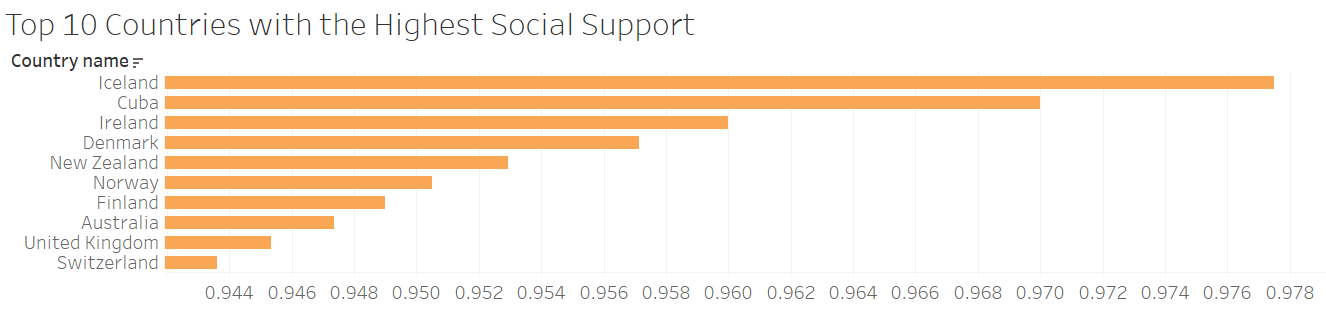 Top 10 Countries with the Highest Social Support
Country name
Iceland
Cuba
Ireland
Denmark
New Zealand
Norway
Finland
Australia
United Kingdom
Switzerland
0.944 0.946 0.948 0.950 0.952 0.954 0.956 0.958 0.960 0.962 0.964 0.966 0.968 0.970 0.972 0.974 0.976 0.978